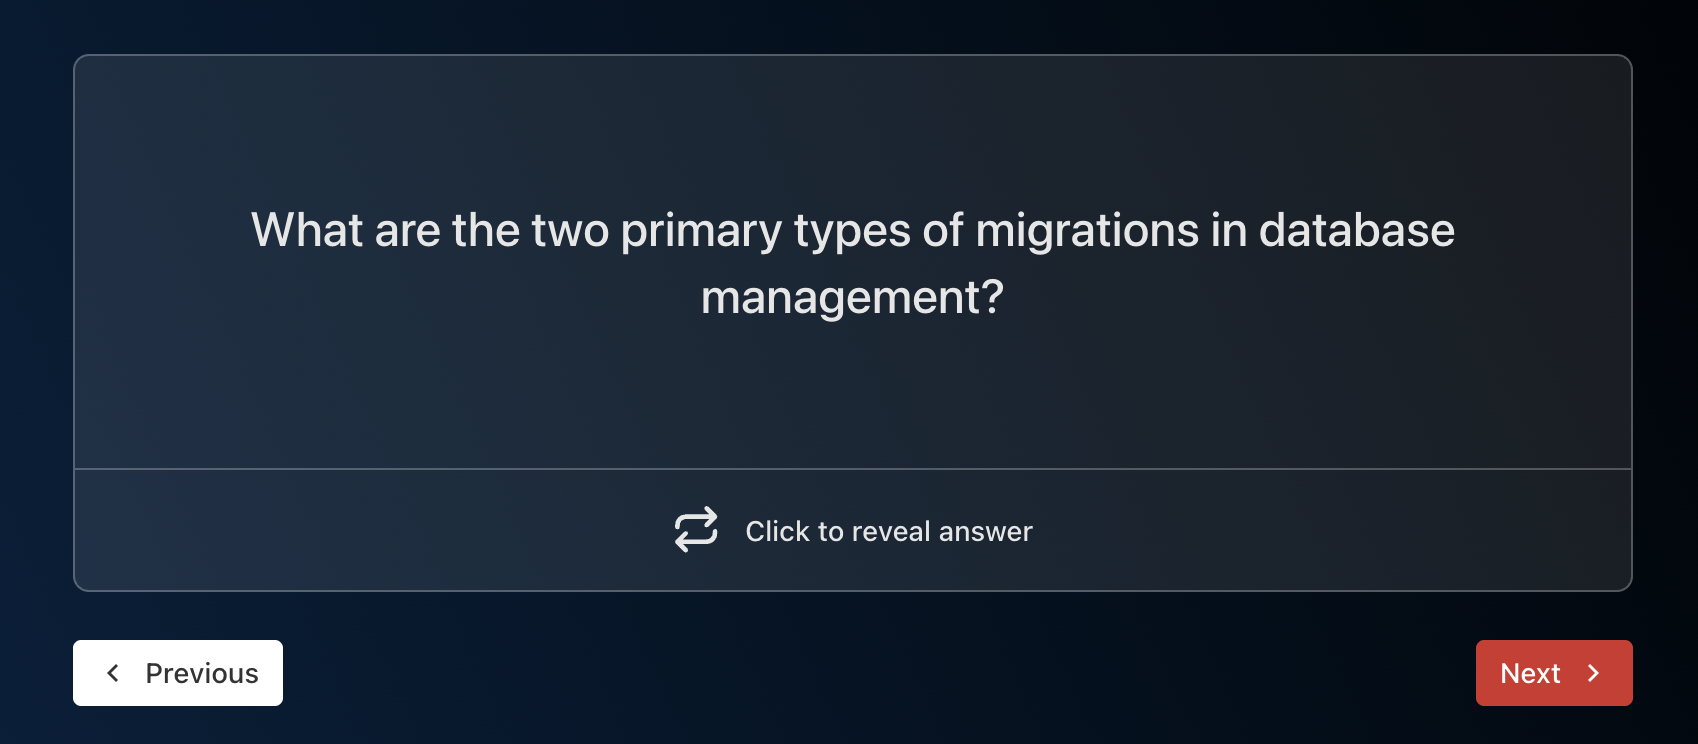 What are the two primary types of migrations in database
management?
Click to reveal answer
Previous
Next